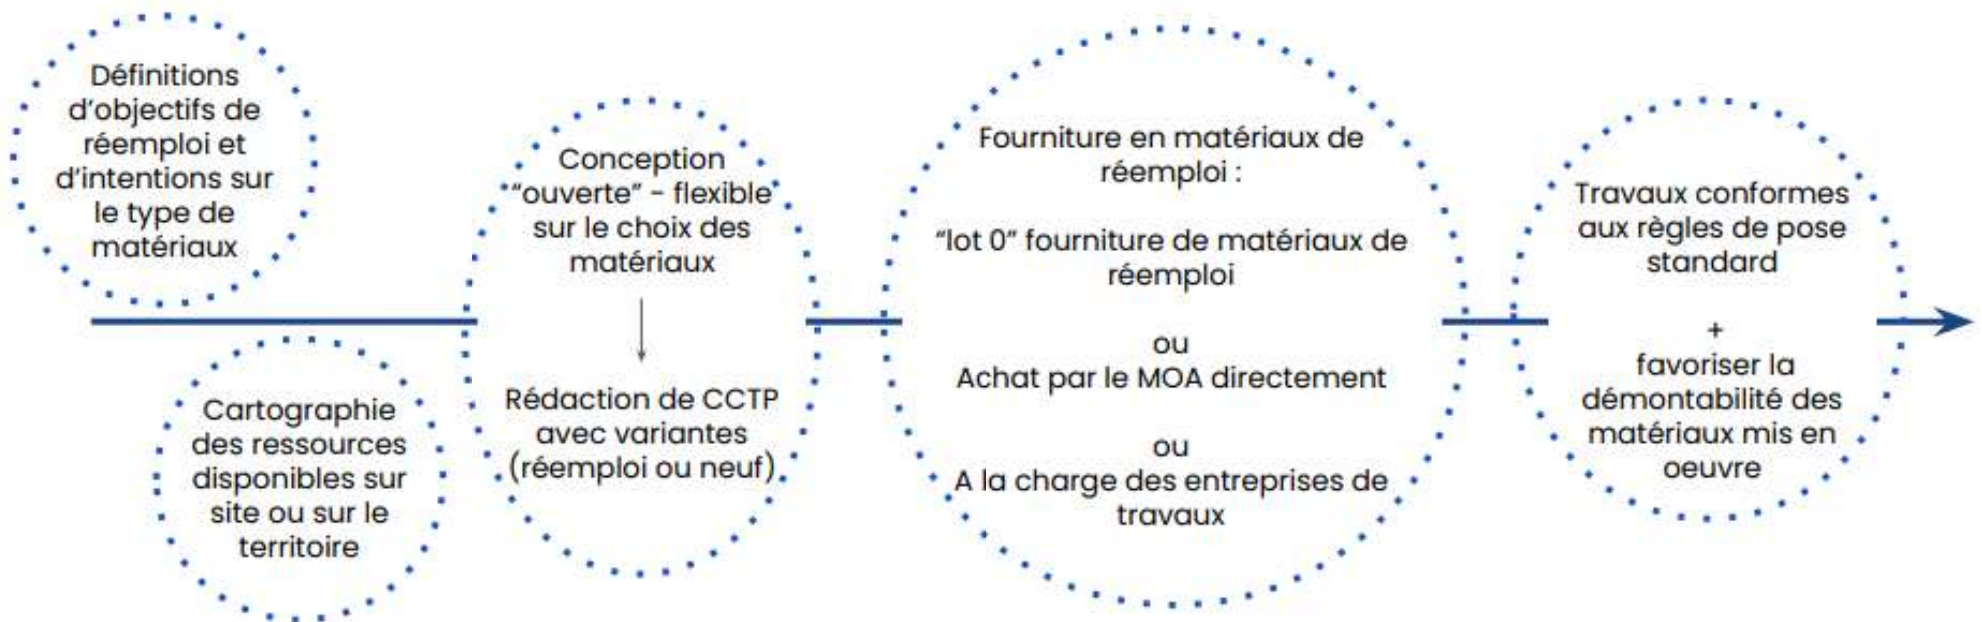 Définitions
d'objectifs de
réemploi et
d'intentions sur
le type de
matériaux
Cartographie
des ressources
disponibles sur
site ou sur le
territoire
Conception
"ouverte" - flexible
sur le choix des
matériaux
Rédaction de CCTP
avec variantes
(réemploi ou neuf)
Fourniture en matériaux de
réemploi :
"lot 0" fourniture de matériaux de
réemploi
ou
Achat par le MOA directement
ou
A la charge des entreprises de
travaux
Travaux conformes
aux règles de pose
standard
+
favoriser la
démontabilité des
matériaux mis en
oeuvre